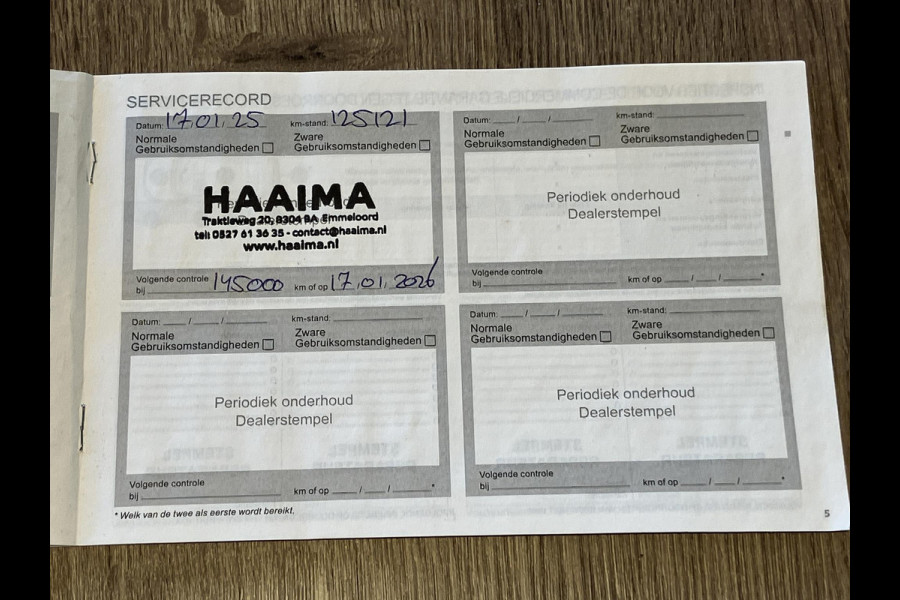 SERVICERECORD
Datum: 17.01.25 km-stand: 125121
Normale Gebruiksomstandigheden
Zware Gebruiksomstandigheden
HAAIMA
Traktieweg 20, 8304 BA Emmeloord
tel: 0527 61 36 35 - contact@haaima.nl
www.haaima.nl
Volgende controle
bij 145000 km of op 17.01.2026
Datum: / / km-stand:
Normale Gebruiksomstandigheden
Zware Gebruiksomstandigheden
Periodiek onderhoud
Dealerstempel
Volgende controle
bij km of op / / *
Datum: / / km-stand:
Normale Gebruiksomstandigheden
Zware Gebruiksomstandigheden
Periodiek onderhoud
Dealerstempel
Volgende controle
bij km of op / / *
Datum: / / km-stand:
Normale Gebruiksomstandigheden
Zware Gebruiksomstandigheden
Periodiek onderhoud
Dealerstempel
Volgende controle
bij km of op / / *
* Welk van de twee als eerste wordt bereikt.
5